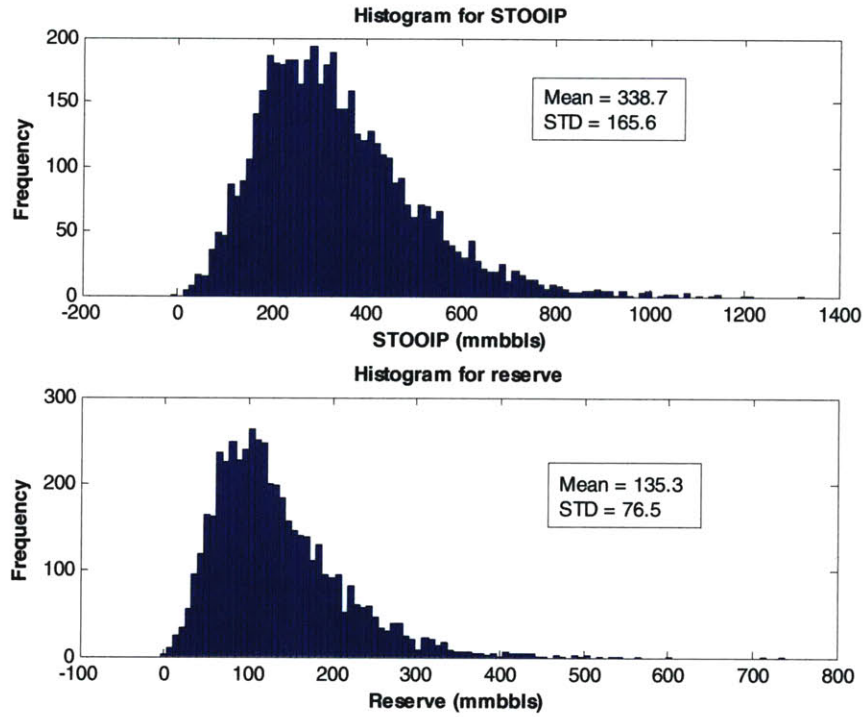 Histogram for STOOIP
200
150
100
50
0
Frequency
Mean = 338.7
STD = 165.6
-200 0 200 400 600 800 1000 1200 1400
STOOIP (mmbbls)
Histogram for reserve
300
200
100
0
Frequency
Mean = 135.3
STD = 76.5
-100 0 100 200 300 400 500 600 700 800
Reserve (mmbbls)